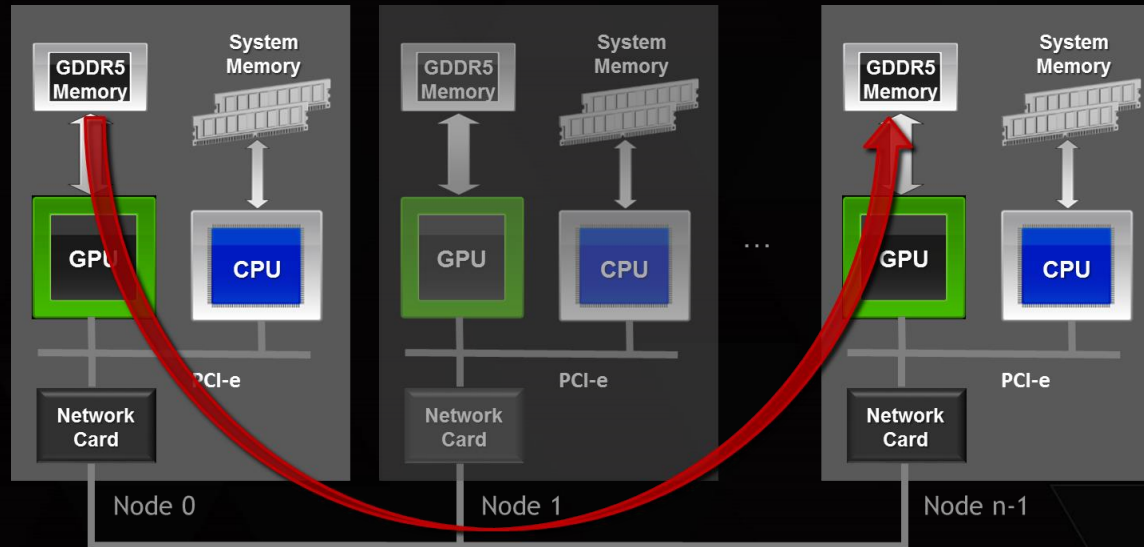 GDDR5
Memory
System
Memory
GPU
CPU
PCI-e
Network
Card
Node 0
GDDR5
Memory
System
Memory
GPU
CPU
PCI-e
Network
Card
Node 1
...
GDDR5
Memory
System
Memory
GPU
CPU
PCI-e
Network
Card
Node n-1